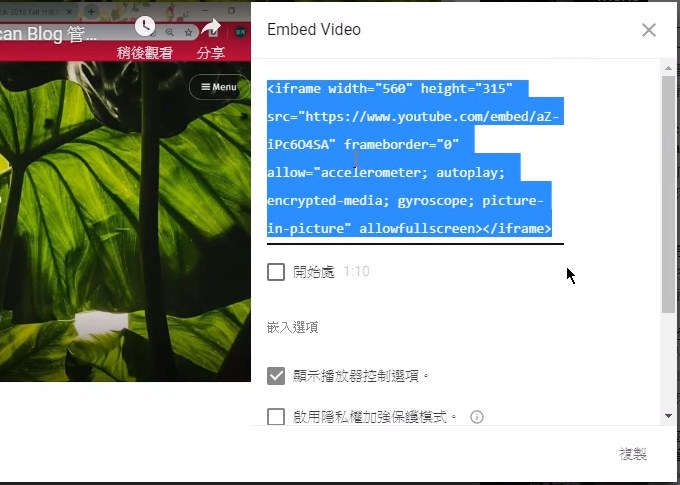 can Blog 管...
稍後觀看
分享
Menu
Embed Video
<iframe width="560" height="315"
src="https://www.youtube.com/embed/aZ-
iPc6O4SA" frameborder="0"
allow="accelerometer; autoplay;
encrypted-media; gyroscope; picture-
in-picture" allowfullscreen></iframe>
開始處 1:10
嵌入選項
顯示播放器控制選項。
啟用隱私權加強保護模式。
複製